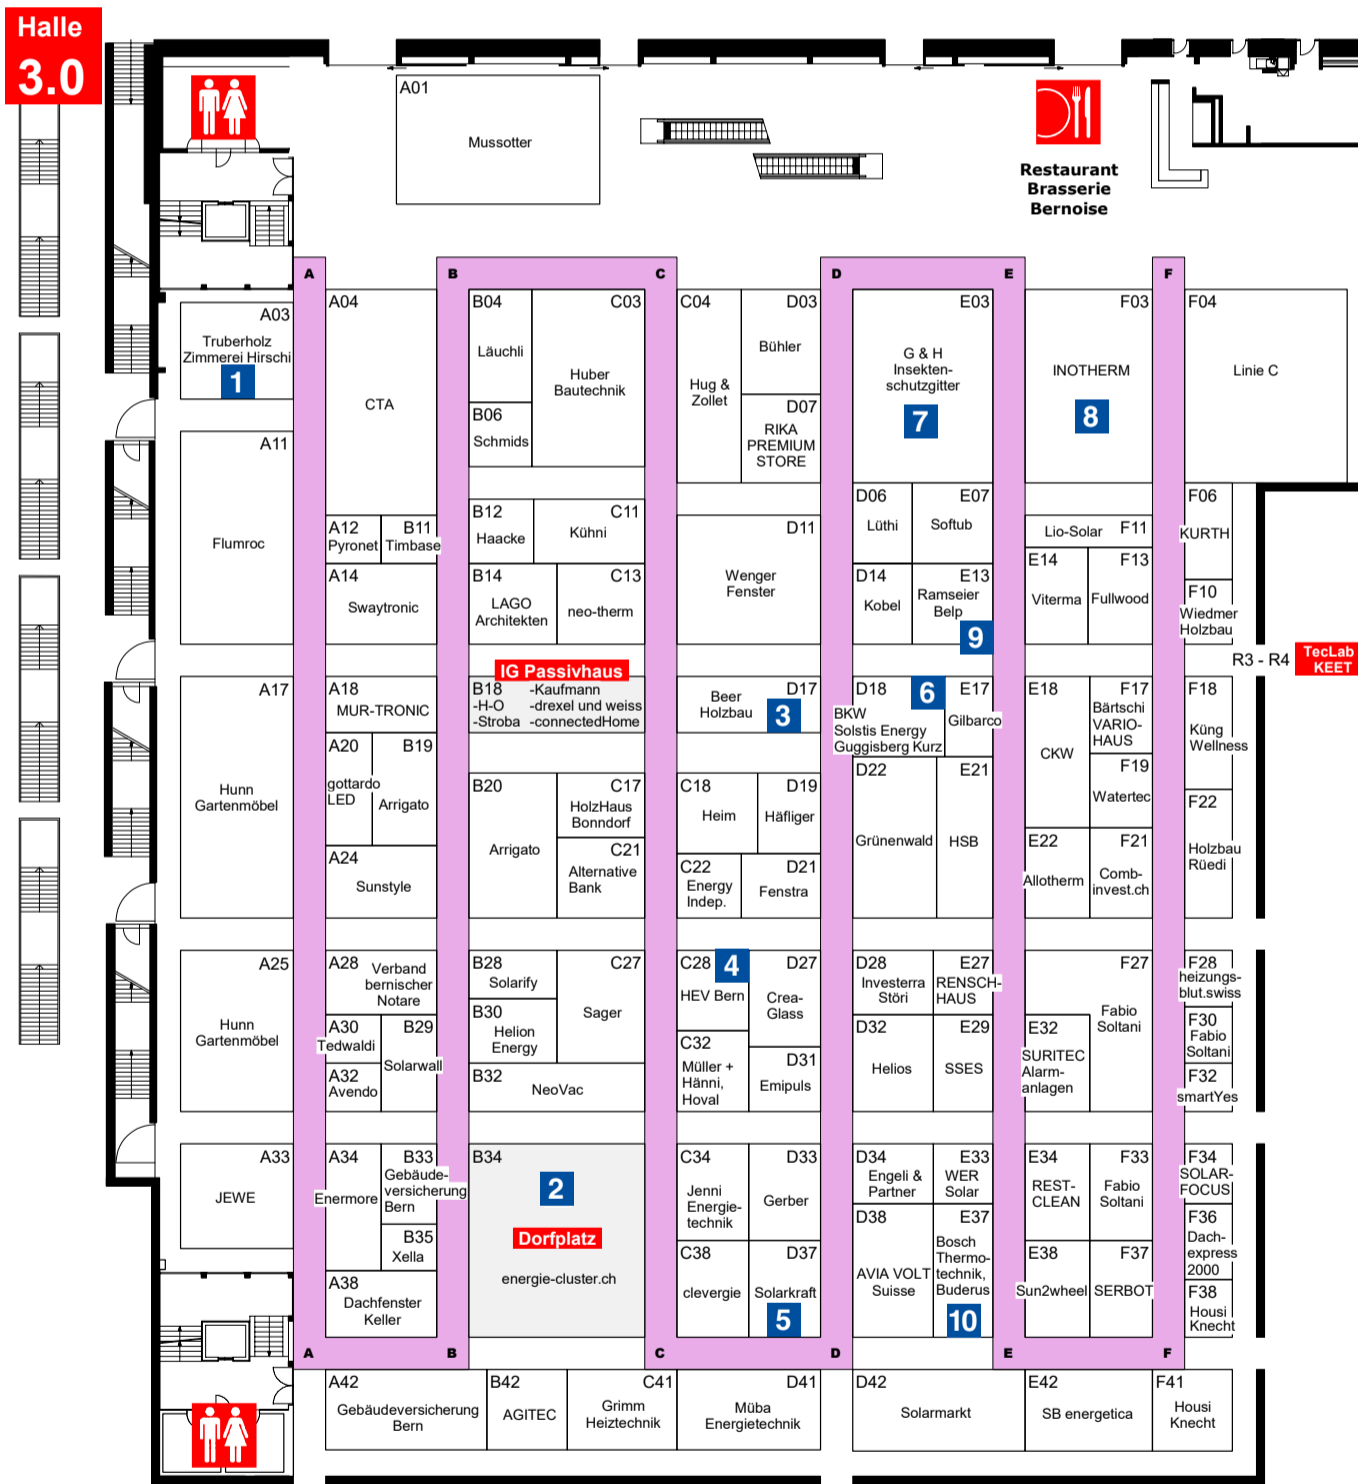 Halle
3.0
A01
Mussotter
Restaurant
Brasserie
Bernoise
A
B
C
D
E
F
A03
Truberholz
Zimmerei Hirschi
1
A04
CTA
B04
Läuchli
C03
Huber
Bautechnik
B06
Schmids
C04
Hug &
Zollet
D03
Bühler
D07
RIKA
PREMIUM
STORE
E03
G & H
Insekten-
schutzgitter
7
F03
INOTHERM
8
F04
Linie C
A11
Flumroc
A12
Pyronet
B11
Timbase
A14
Swaytronic
B12
Haacke
C11
Kühni
B14
LAGO
Architekten
C13
neo-therm
D11
Wenger
Fenster
D06
Lüthi
E07
Softub
D14
Kobel
E13
Ramseier
Belp
9
Lio-Solar
F11
E14
Viterma
F13
Fullwood
F06
KURTH
F10
Wiedmer
Holzbau
R3 - R4
TecLab
KEET
A17
Hunn
Gartenmöbel
A18
MUR-TRONIC
A20
gottardo
LED
B19
Arrigato
A24
Sunstyle
IG Passivhaus
B18 -Kaufmann
-H-O -drexel und weiss
-Stroba -connectedHome
B20
Arrigato
C17
HolzHaus
Bonndorf
C21
Alternative
Bank
D17
Beer
Holzbau
3
C18
Heim
D19
Häfliger
C22
Energy
Indep.
D21
Fenstra
D18
6
BKW
Solstis Energy
Guggisberg Kurz
E17
Gilbarco
D22
Grünenwald
E21
HSB
E18
CKW
F17
Bärtschi
VARIO-
HAUS
F19
Watertec
E22
Allotherm
F21
Comb-
invest.ch
F18
Küng
Wellness
F22
Holzbau
Rüedi
A25
Hunn
Gartenmöbel
A28
Verband
bernischer
Notare
A30
Tedwaldi
B29
Solarwall
A32
Avendo
B28
Solarify
B30
Helion
Energy
C27
Sager
B32
NeoVac
C28
4
HEV Bern
D27
Crea-
Glass
C32
Müller +
Hänni,
Hoval
D31
Emipuls
D28
Investerra
Störi
E27
RENSCH-
HAUS
D32
Helios
E29
SSES
F27
Fabio
Soltani
E32
SURITEC
Alarm-
anlagen
F28
heizungs-
blut.swiss
F30
Fabio
Soltani
F32
smartYes
A33
JEWE
A34
Enermore
B33
Gebäude-
versicherung
Bern
B35
Xella
A38
Dachfenster
Keller
B34
2
Dorfplatz
energie-cluster.ch
C34
Jenni
Energie-
technik
D33
Gerber
C38
clevergie
D37
Solarkraft
5
D34
Engeli &
Partner
E33
WER
Solar
D38
AVIA VOLT
Suisse
E37
Bosch
Thermo-
technik,
Buderus
10
E34
REST-
CLEAN
F33
Fabio
Soltani
E38
Sun2wheel
F37
SERBOT
F34
SOLAR-
FOCUS
F36
Dach-
express
2000
F38
Housi
Knecht
A
B
C
D
E
F
A42
Gebäudeversicherung
Bern
B42
AGITEC
C41
Grimm
Heiztechnik
D41
Müba
Energietechnik
D42
Solarmarkt
E42
SB energetica
F41
Housi
Knecht